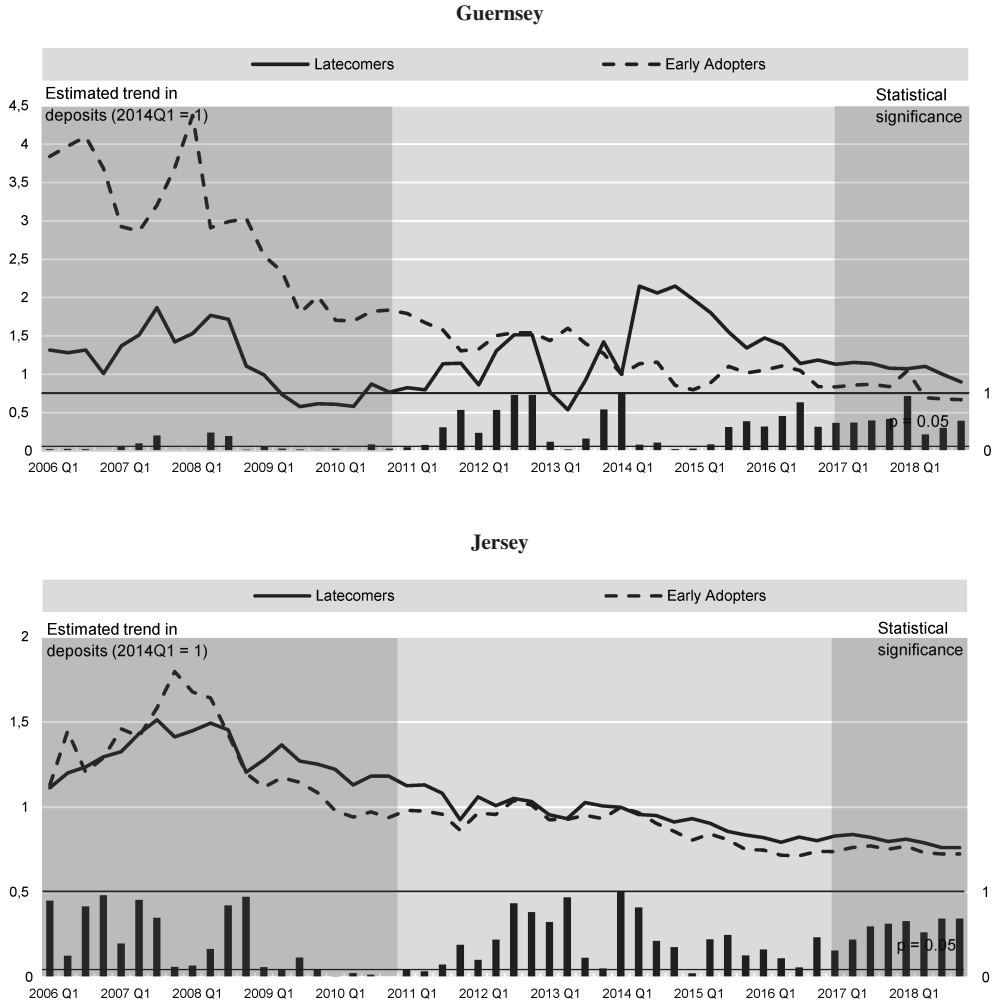 Guernsey
Latecomers Early Adopters
Estimated trend in
deposits (2014Q1 = 1)
Statistical
significance
4,5
4
3,5
3
2,5
2
1,5
1
0,5
0
1
p = 0.05
0
2006 Q1 2007 Q1 2008 Q1 2009 Q1 2010 Q1 2011 Q1 2012 Q1 2013 Q1 2014 Q1 2015 Q1 2016 Q1 2017 Q1 2018 Q1
Jersey
Latecomers Early Adopters
Estimated trend in
deposits (2014Q1 = 1)
Statistical
significance
2
1,5
1
0,5
0
1
p = 0.05
0
2006 Q1 2007 Q1 2008 Q1 2009 Q1 2010 Q1 2011 Q1 2012 Q1 2013 Q1 2014 Q1 2015 Q1 2016 Q1 2017 Q1 2018 Q1